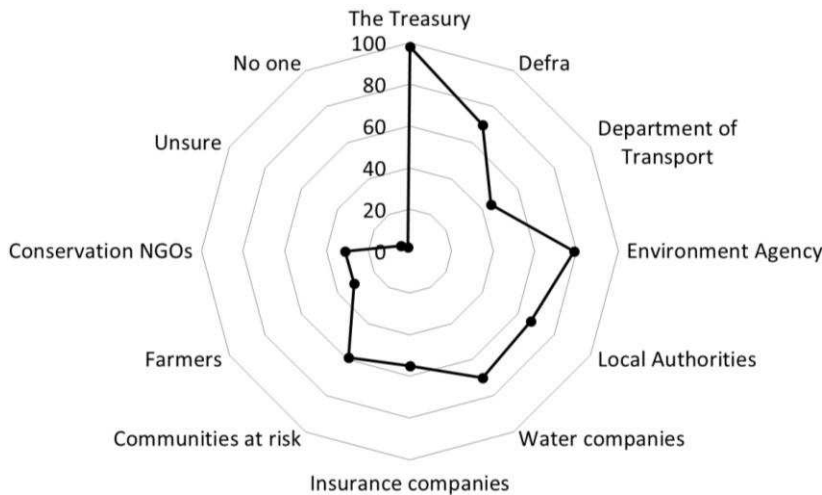 The Treasury
100
No one
Defra
80
Unsure
60
Department of
Transport
40
20
Conservation NGOs
0
Environment Agency
Farmers
Local Authorities
Communities at risk
Water companies
Insurance companies